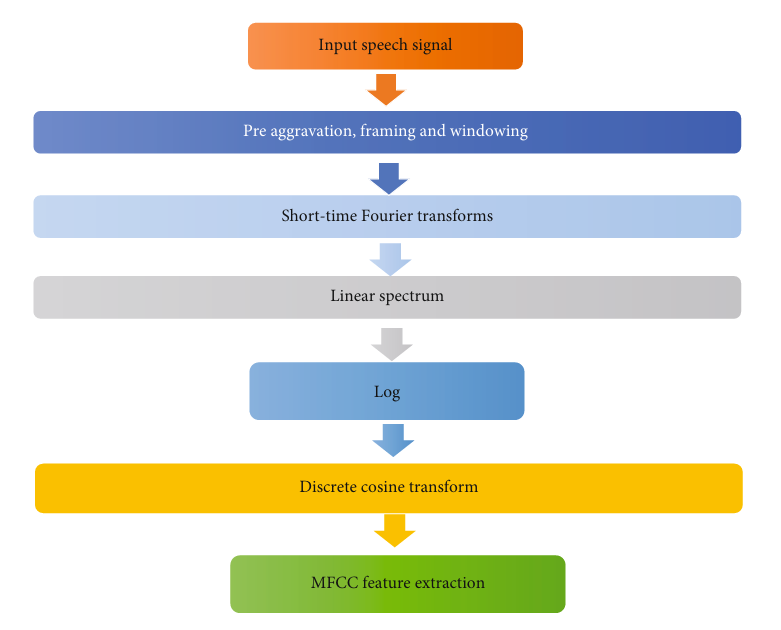 Input speech signal
Pre aggravation, framing and windowing
Short-time Fourier transforms
Linear spectrum
Log
Discrete cosine transform
MFCC feature extraction